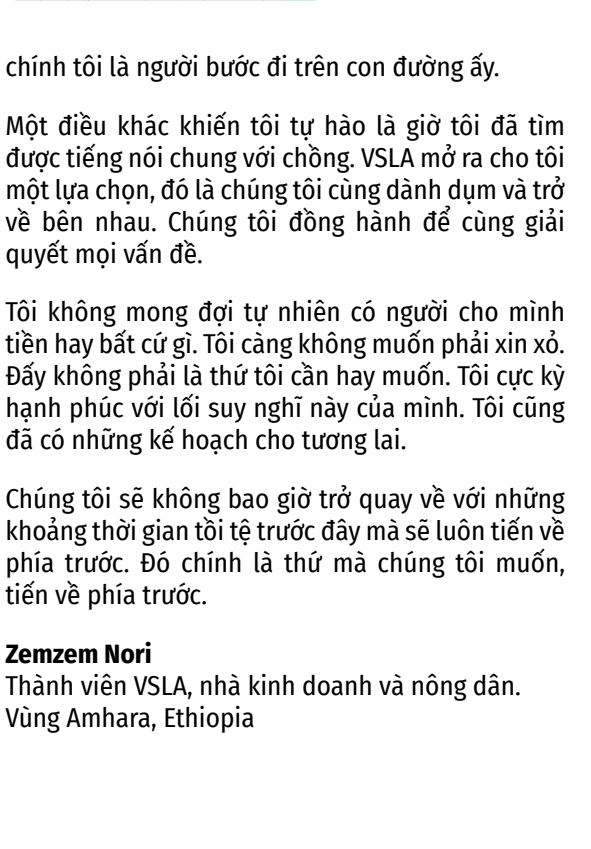 chính tôi là người bước đi trên con đường ấy.
Một điều khác khiến tôi tự hào là giờ tôi đã tìm
được tiếng nói chung với chồng. VSLA mở ra cho tôi
một lựa chọn, đó là chúng tôi cùng dành dụm và trở
về bên nhau. Chúng tôi đồng hành để cùng giải
quyết mọi vấn đề.
Tôi không mong đợi tự nhiên có người cho mình
tiền hay bất cứ gì. Tôi càng không muốn phải xin xỏ.
Đấy không phải là thứ tôi cần hay muốn. Tôi cực kỳ
hạnh phúc với lối suy nghĩ này của mình. Tôi cũng
đã có những kế hoạch cho tương lai.
Chúng tôi sẽ không bao giờ trở quay về với những
khoảng thời gian tồi tệ trước đây mà sẽ luôn tiến về
phía trước. Đó chính là thứ mà chúng tôi muốn,
tiến về phía trước.
Zemzem Nori
Thành viên VSLA, nhà kinh doanh và nông dân.
Vùng Amhara, Ethiopia